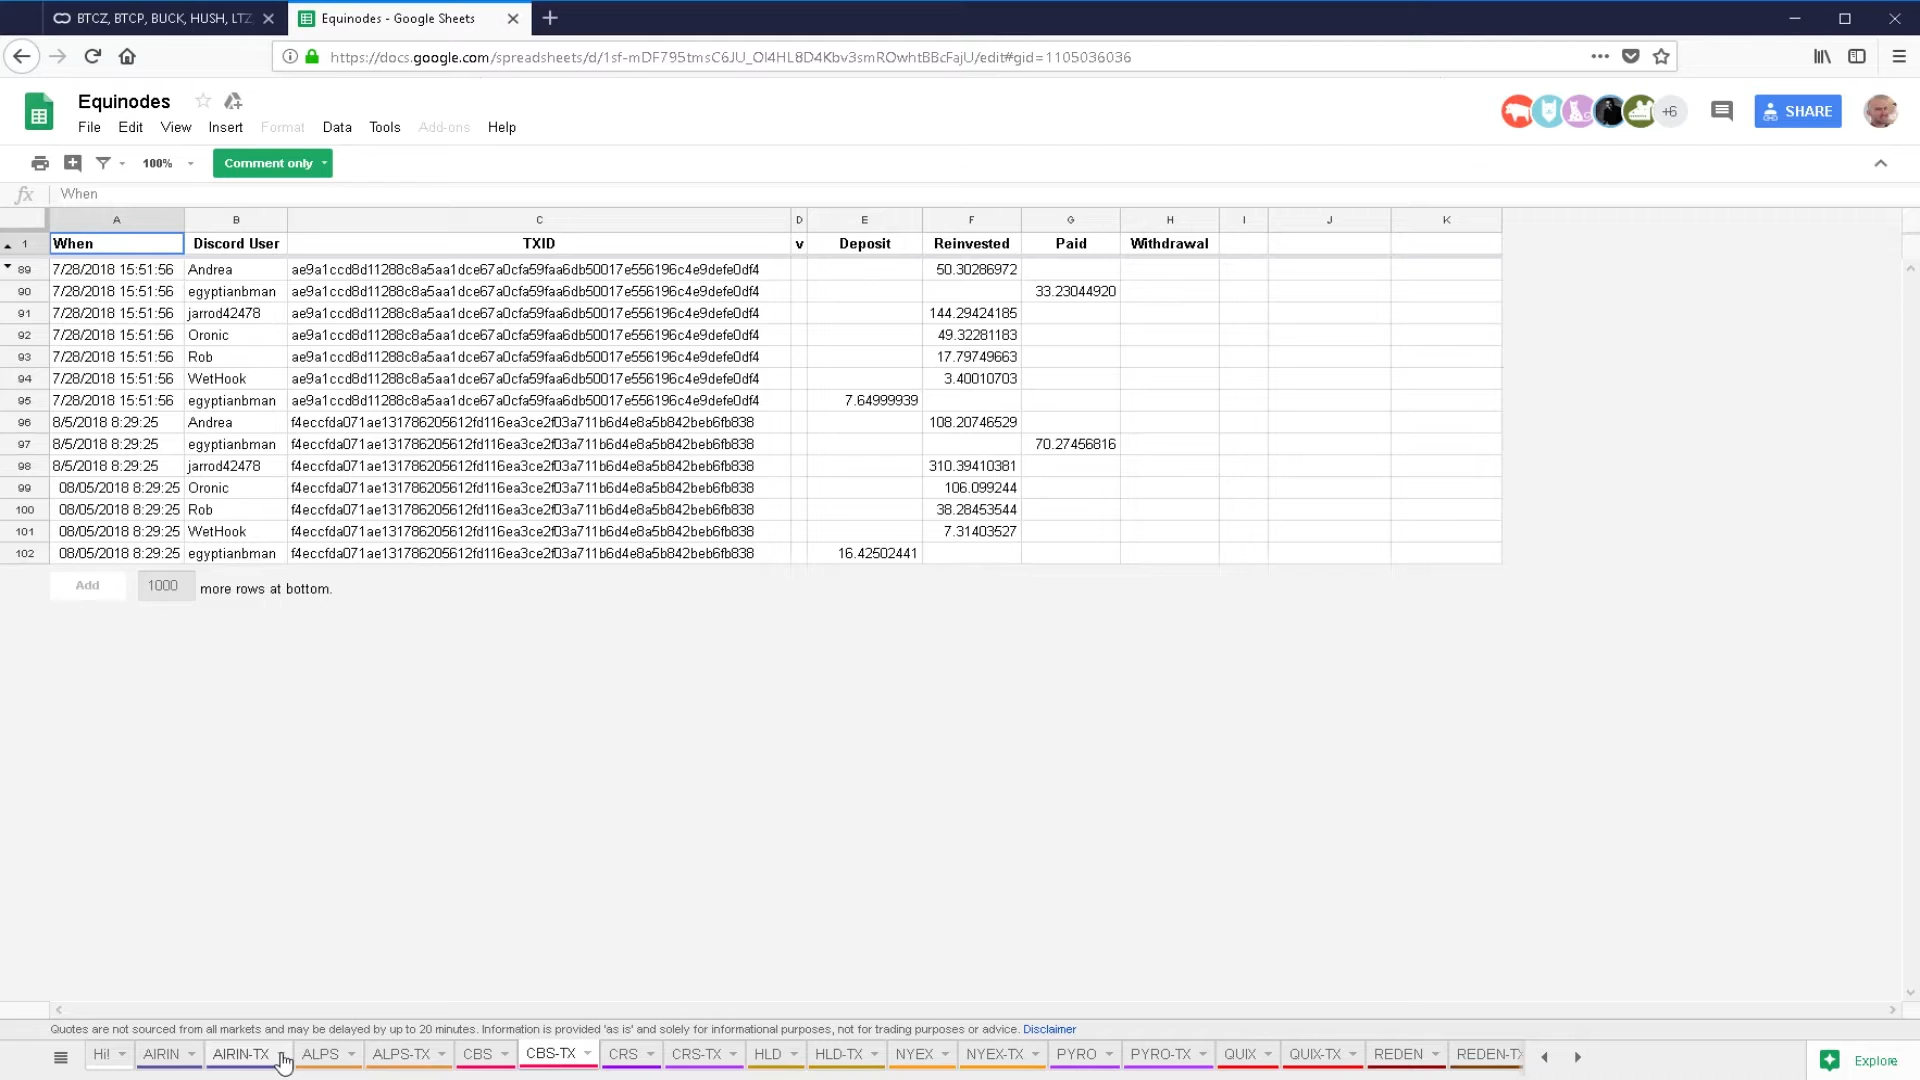 BTCZ, BTCP, BUCK, HUSH, LTZ,
Equinodes - Google Sheets
https://docs.google.com/spreadsheets/d/1sf-mDF795tmsC6JU_OI4HL8D4Kbv3smROwhtBBcFajU/edit#gid=1105036036
Equinodes
File Edit View Insert Format Data Tools Add-ons Help
+6
SHARE
100%
Comment only
fx When
A B C D E F G H I J K
1 When Discord User TXID v Deposit Reinvested Paid Withdrawal
89 7/28/2018 15:51:56 Andrea ae9a1ccd8d11288c8a5aa1dce67a0cfa59faa6db50017e556196c4e9defe0df4 50.30286972
90 7/28/2018 15:51:56 egyptianbman ae9a1ccd8d11288c8a5aa1dce67a0cfa59faa6db50017e556196c4e9defe0df4 33.23044920
91 7/28/2018 15:51:56 jarrod42478 ae9a1ccd8d11288c8a5aa1dce67a0cfa59faa6db50017e556196c4e9defe0df4 144.29424185
92 7/28/2018 15:51:56 Oronic ae9a1ccd8d11288c8a5aa1dce67a0cfa59faa6db50017e556196c4e9defe0df4 49.32281183
93 7/28/2018 15:51:56 Rob ae9a1ccd8d11288c8a5aa1dce67a0cfa59faa6db50017e556196c4e9defe0df4 17.79749663
94 7/28/2018 15:51:56 WetHook ae9a1ccd8d11288c8a5aa1dce67a0cfa59faa6db50017e556196c4e9defe0df4 3.40010703
95 7/28/2018 15:51:56 egyptianbman ae9a1ccd8d11288c8a5aa1dce67a0cfa59faa6db50017e556196c4e9defe0df4 7.64999939
96 8/5/2018 8:29:25 Andrea f4eccfda071ae131786205612fd116ea3ce2f03a711b6d4e8a5b842beb6fb838 108.20746529
97 8/5/2018 8:29:25 egyptianbman f4eccfda071ae131786205612fd116ea3ce2f03a711b6d4e8a5b842beb6fb838 70.27456816
98 8/5/2018 8:29:25 jarrod42478 f4eccfda071ae131786205612fd116ea3ce2f03a711b6d4e8a5b842beb6fb838 310.39410381
99 08/05/2018 8:29:25 Oronic f4eccfda071ae131786205612fd116ea3ce2f03a711b6d4e8a5b842beb6fb838 106.099244
100 08/05/2018 8:29:25 Rob f4eccfda071ae131786205612fd116ea3ce2f03a711b6d4e8a5b842beb6fb838 38.28453544
101 08/05/2018 8:29:25 WetHook f4eccfda071ae131786205612fd116ea3ce2f03a711b6d4e8a5b842beb6fb838 7.31403527
102 08/05/2018 8:29:25 egyptianbman f4eccfda071ae131786205612fd116ea3ce2f03a711b6d4e8a5b842beb6fb838 16.42502441
Add 1000 more rows at bottom.
Quotes are not sourced from all markets and may be delayed by up to 20 minutes. Information is provided 'as is' and solely for informational purposes, not for trading purposes or advice. Disclaimer
Hi! AIRIN AIRIN-TX ALPS ALPS-TX CBS CBS-TX CRS CRS-TX HLD HLD-TX NYEX NYEX-TX PYRO PYRO-TX QUIX QUIX-TX REDEN REDEN-TX Explore